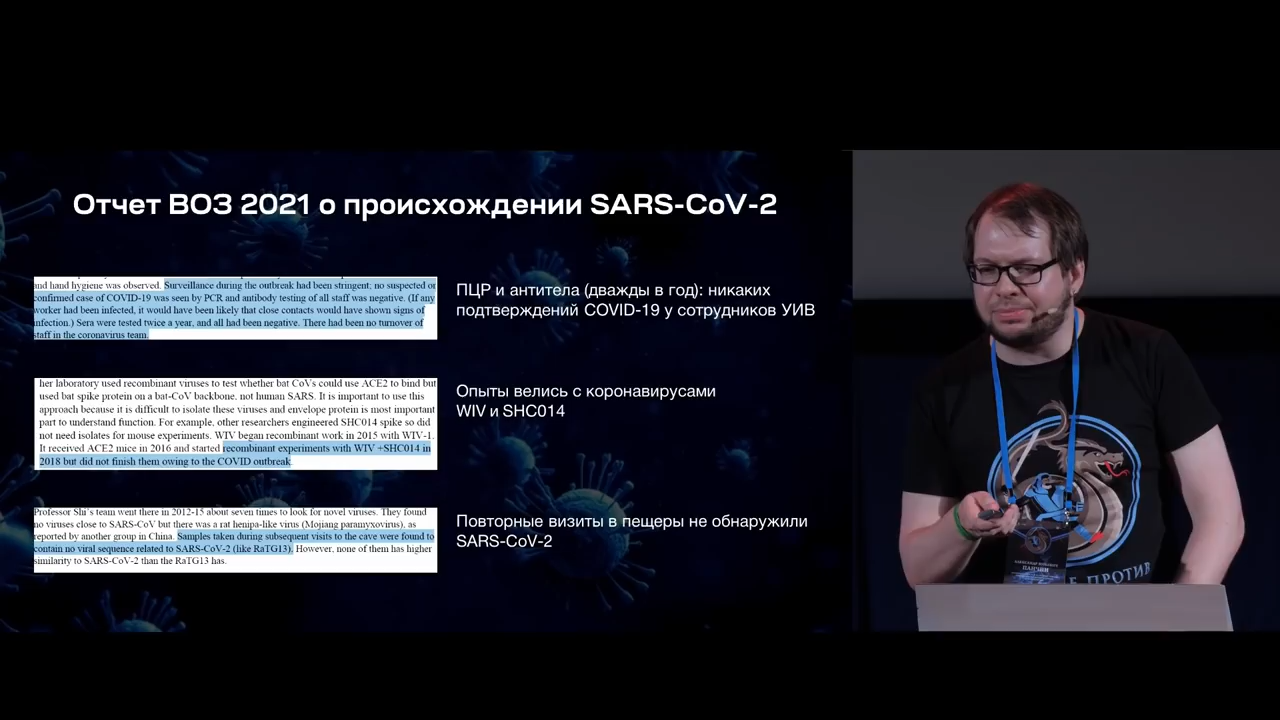 Отчет ВОЗ 2021 о происхождении SARS-CoV-2
and hand hygiene was observed. Surveillance during the outbreak had been stringent; no suspected or
confirmed case of COVID-19 was seen by PCR and antibody testing of all staff was negative. (If any
worker had been infected, it would have been likely that close contacts would have shown signs of
infection.) Sera were tested twice a year, and all had been negative. There had been no turnover of
staff in the coronavirus team.
ПЦР и антитела (дважды в год): никаких
подтверждений COVID-19 у сотрудников УИВ
her laboratory used recombinant viruses to test whether bat CoVs could use ACE2 to bind but
used bat spike protein on a bat-CoV backbone, not human SARS. It is important to use this
approach because it is difficult to isolate these viruses and envelope protein is most important
part to understand function. For example, other researchers engineered SHC014 spike so did
not need isolates for mouse experiments. WIV began recombinant work in 2015 with WIV-1.
It received ACE2 mice in 2016 and started recombinant experiments with WIV +SHC014 in
2018 but did not finish them owing to the COVID outbreak
Опыты велись с коронавирусами
WIV и SHC014
Professor Shi's team went there in 2012-15 about seven times to look for novel viruses. They found
no viruses close to SARS-CoV but there was a rat henipa-like virus (Mojiang paramyxovirus), as
reported by another group in China. Samples taken during subsequent visits to the cave were found to
contain no viral sequence related to SARS-CoV-2 (like RaTG13). However, none of them has higher
similarity to SARS-CoV-2 than the RaTG13 has.
Повторные визиты в пещеры не обнаружили
SARS-CoV-2
ПАНЧИН
ПРОТИВ